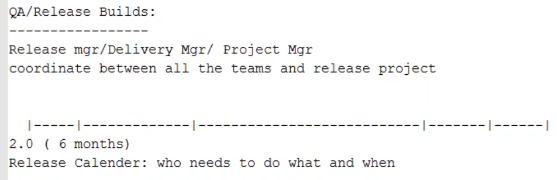 QA/Release Builds:
-----------------
Release mgr/Delivery Mgr/ Project Mgr
coordinate between all the teams and release project
|-----|-------------|---------------------------|-------|------|
2.0 ( 6 months)
Release Calender: who needs to do what and when